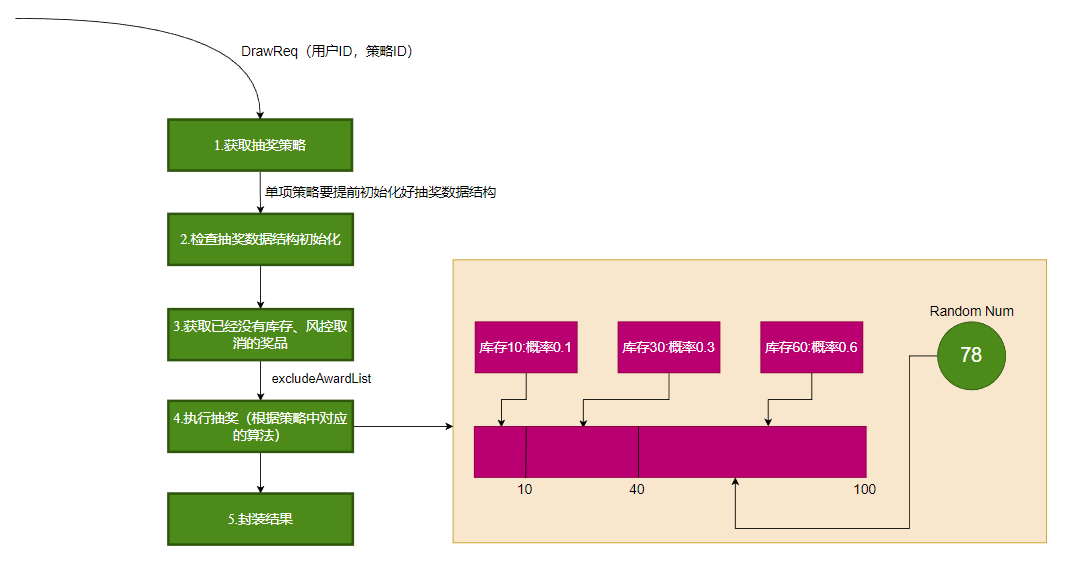 DrawReq（用户ID，策略ID）
1.获取抽奖策略
单项策略要提前初始化好抽奖数据结构
2.检查抽奖数据结构初始化
3.获取已经没有库存、风控取
消的奖品
excludeAwardList
4.执行抽奖（根据策略中对应
的算法）
5.封装结果
Random Num
78
库存10:概率0.1
库存30:概率0.3
库存60:概率0.6
10
40
100